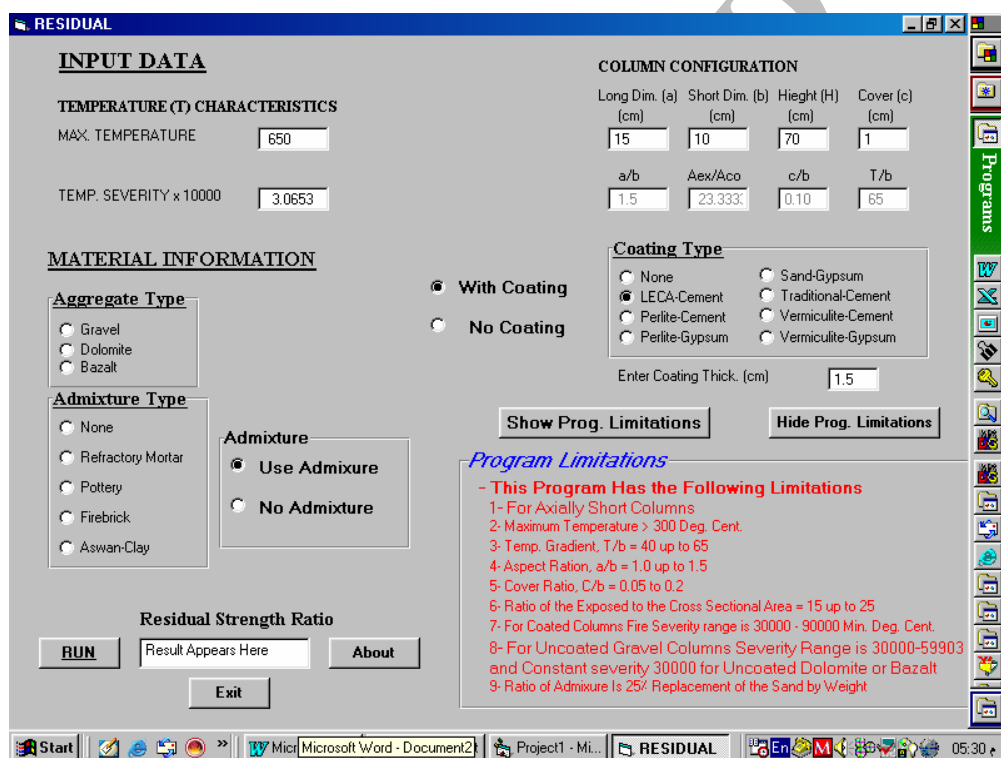 RESIDUAL
INPUT DATA
TEMPERATURE (T) CHARACTERISTICS
MAX. TEMPERATURE 650
TEMP. SEVERITY x 10000 3.0653
COLUMN CONFIGURATION
Long Dim. (a) Short Dim. (b) Hieght (H) Cover (c)
(cm) (cm) (cm) (cm)
15 10 70 1
a/b Aex/Aco c/b T/b
1.5 23.333 0.10 65
MATERIAL INFORMATION
Aggregate Type
Gravel
Dolomite
Bazalt
Admixture Type
None
Refractory Mortar
Pottery
Firebrick
Aswan-Clay
Admixture
Use Admixure
No Admixture
With Coating
No Coating
Coating Type
None Sand-Gypsum
LECA-Cement Traditional-Cement
Perlite-Cement Vermiculite-Cement
Perlite-Gypsum Vermiculite-Gypsum
Enter Coating Thick. (cm) 1.5
Show Prog. Limitations Hide Prog. Limitations
Program Limitations
- This Program Has the Following Limitations
1- For Axially Short Columns
2- Maximum Temperature > 300 Deg. Cent.
3- Temp. Gradient, T/b = 40 up to 65
4- Aspect Ration, a/b = 1.0 up to 1.5
5- Cover Ratio, C/b = 0.05 to 0.2
6- Ratio of the Exposed to the Cross Sectional Area = 15 up to 25
7- For Coated Columns Fire Severity range is 30000 - 90000 Min. Deg. Cent.
8- For Uncoated Gravel Columns Severity Range is 30000-59903
and Constant severity 30000 for Uncoated Dolomite or Bazalt
9- Ratio of Admixure Is 25% Replacement of the Sand by Weight
Residual Strength Ratio
RUN Result Appears Here About
Exit
Programs
Start » Micr Microsoft Word - Document2 Project1 - Mi... RESIDUAL En 05:30 م